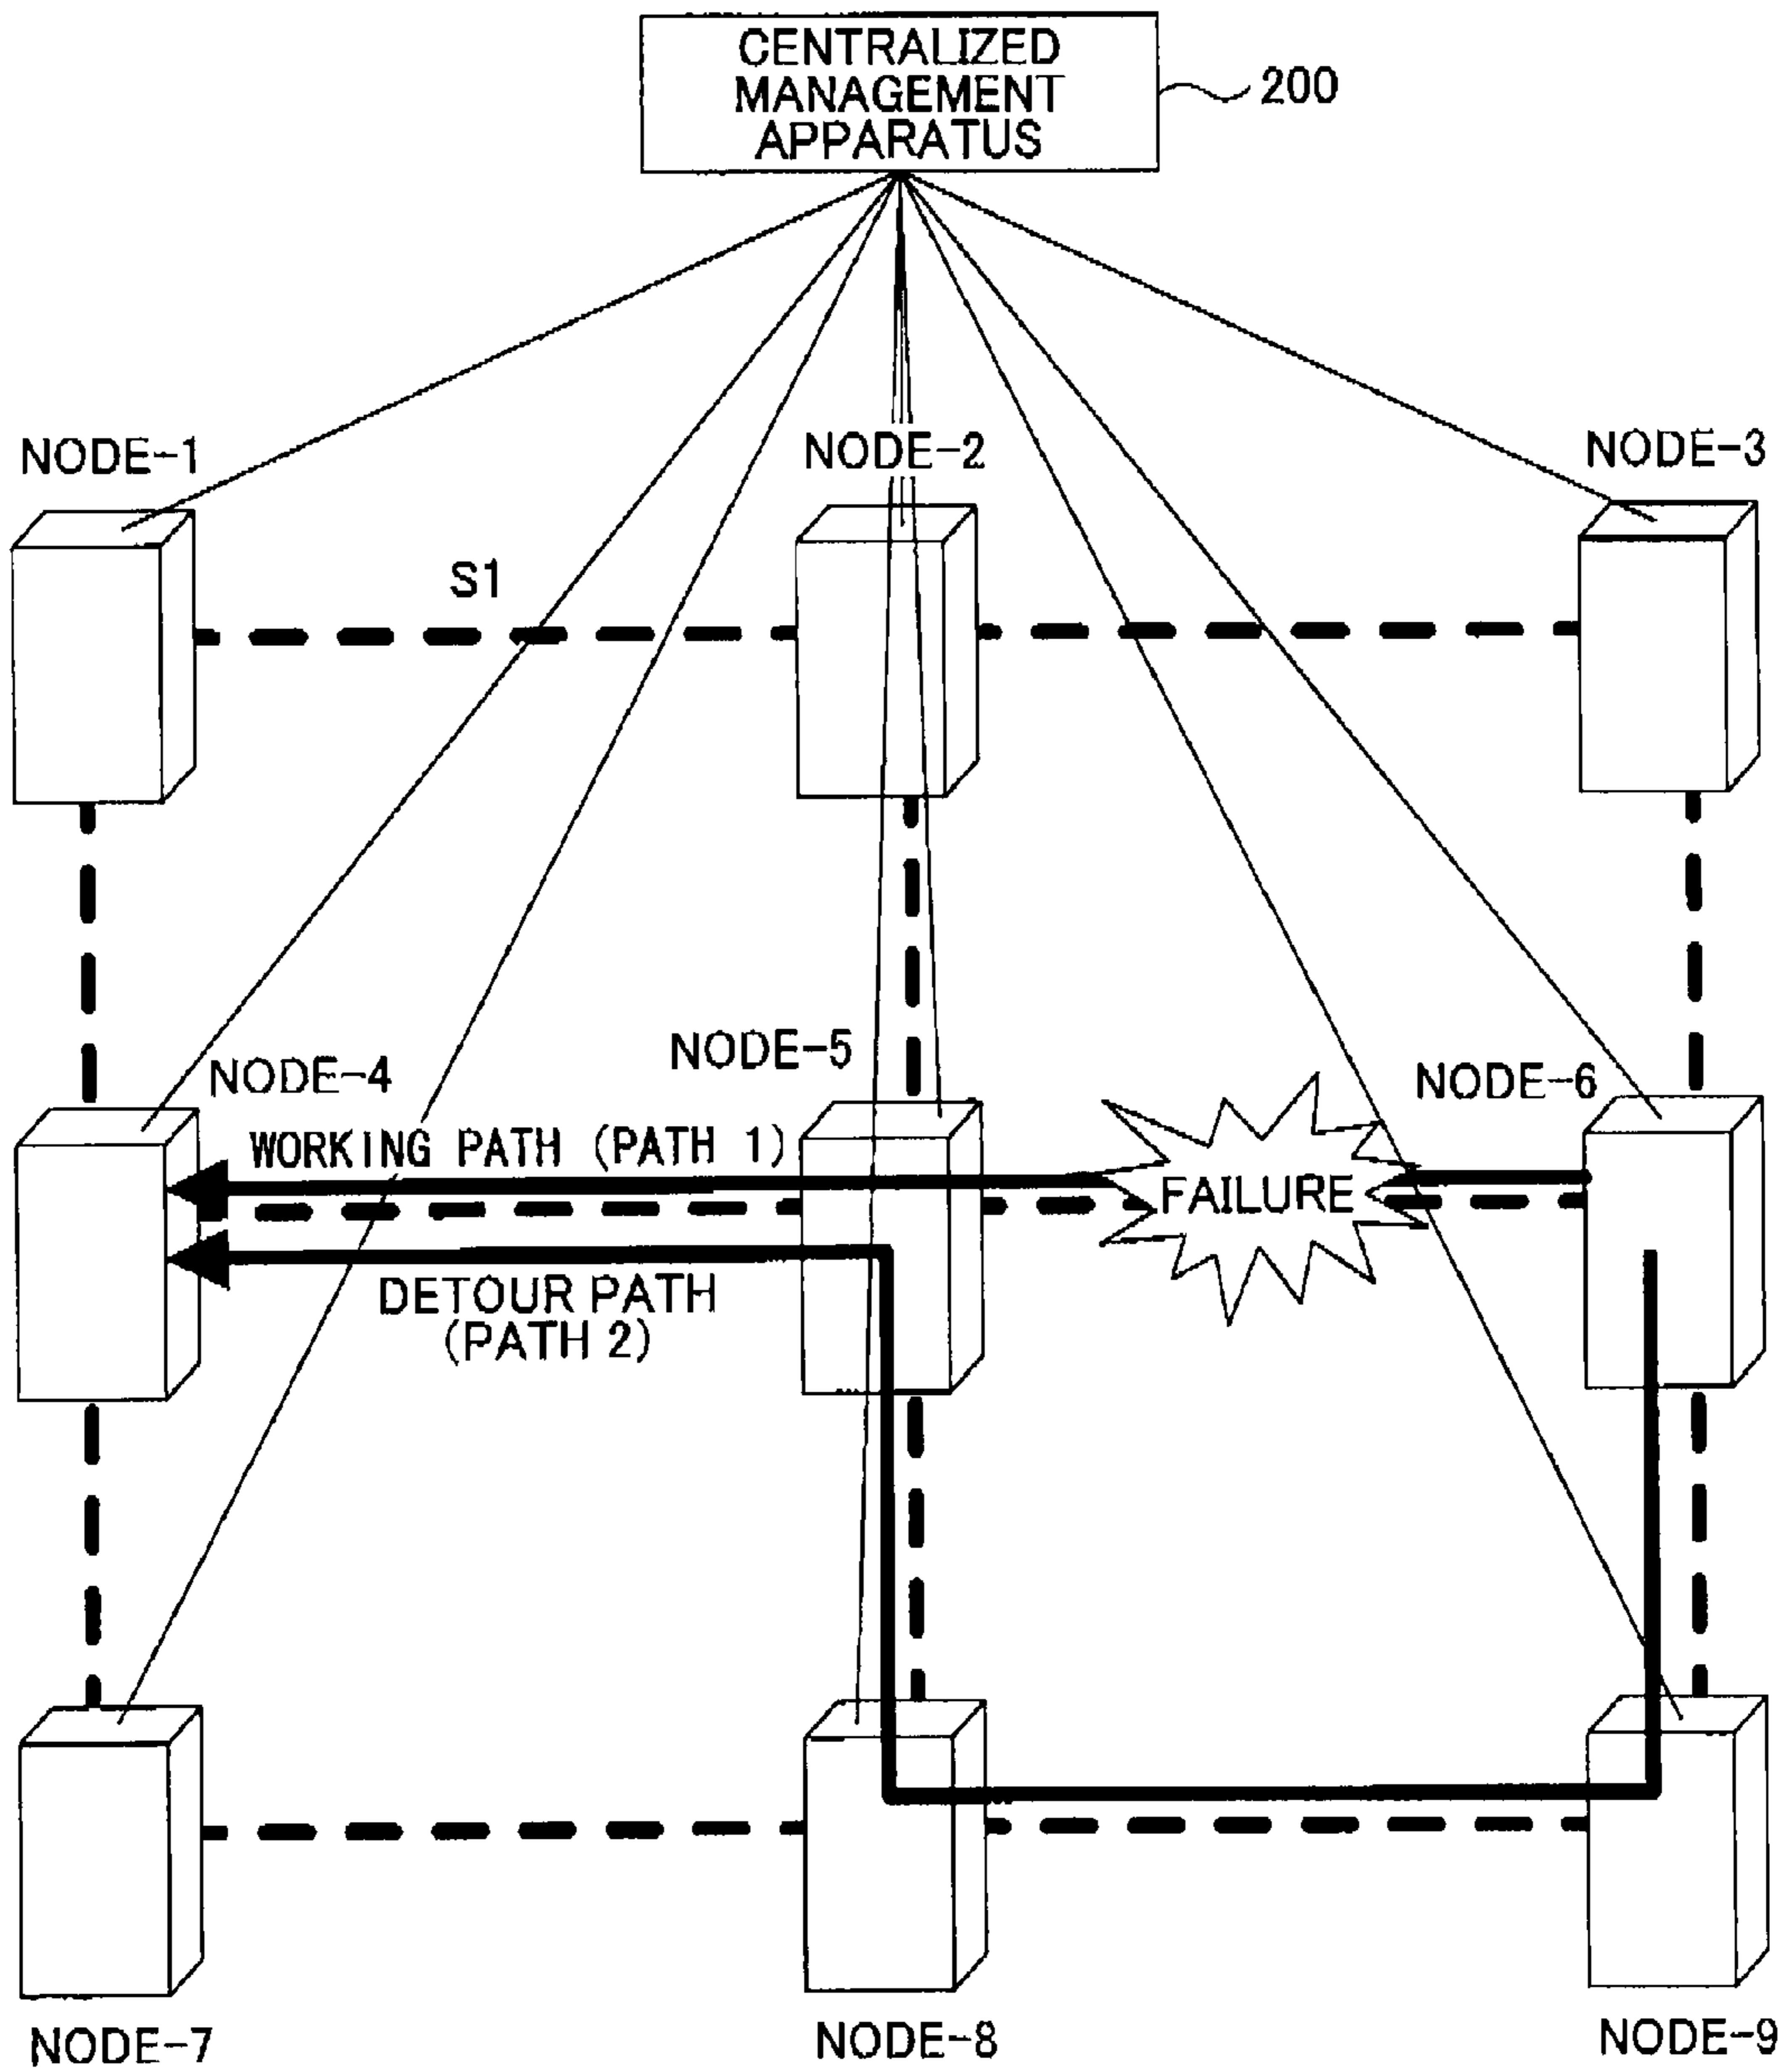 CENTRALIZED
MANAGEMENT
APPARATUS
200
NODE-1
NODE-2
NODE-3
S1
NODE-4
NODE-5
NODE-6
WORKING PATH (PATH 1)
FAILURE
DETOUR PATH
(PATH 2)
NODE-7
NODE-8
NODE-9